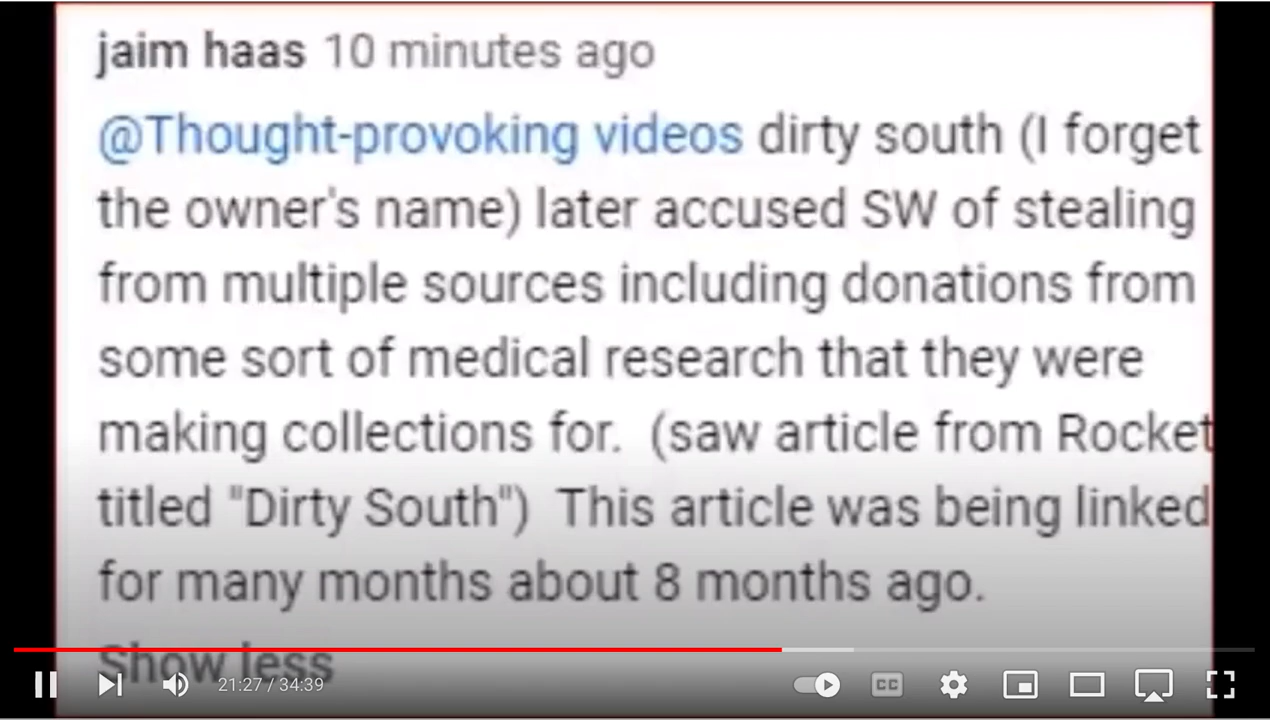 jaim haas 10 minutes ago
@Thought-provoking videos dirty south (I forget
the owner's name) later accused SW of stealing
from multiple sources including donations from
some sort of medical research that they were
making collections for.  (saw article from Rocket
titled "Dirty South")  This article was being linked
for many months about 8 months ago.
Show less
21:27 / 34:39
CC